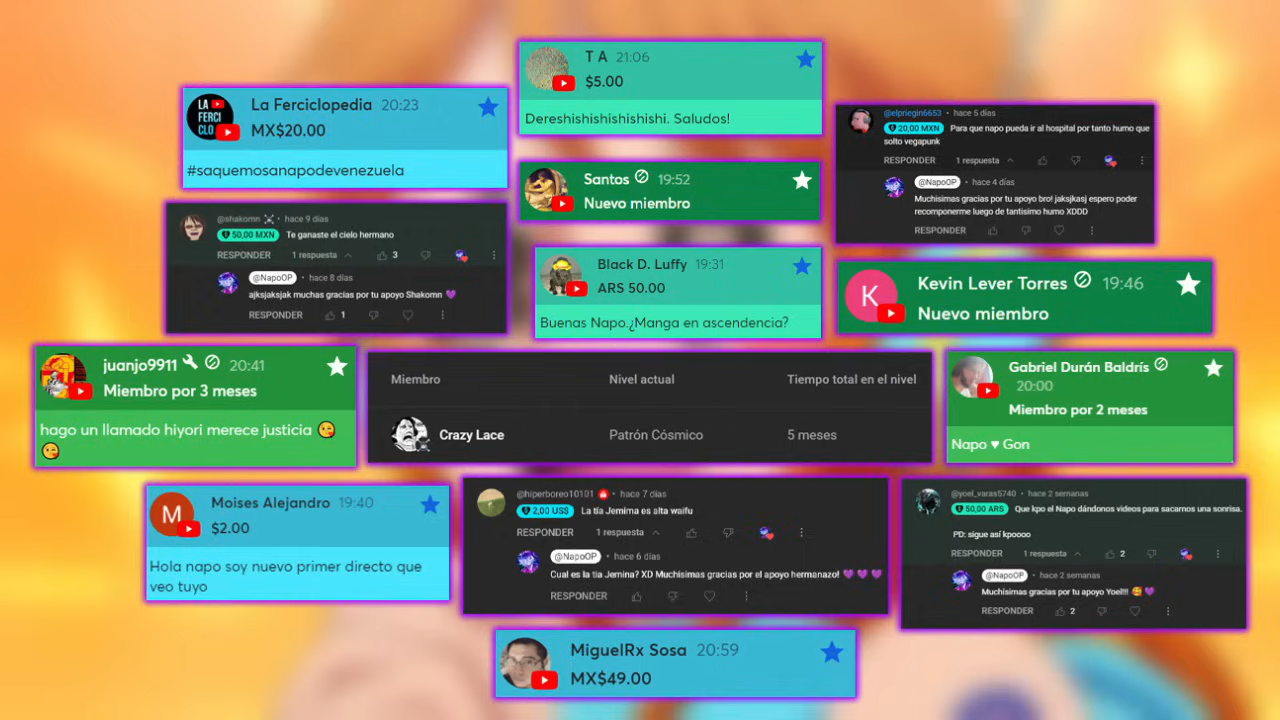 T A 21:06
$5.00
Dereshishishishishishi. Saludos!
La Ferciclopedia 20:23
MX$20.00
#saquemosanapodevenezuela
LA
FERCI
CLO
@elpriegin6653 • hace 5 días
20,00 MXN Para que napo pueda ir al hospital por tanto humo que
solto vegapunk
RESPONDER 1 respuesta
@NapoOP • hace 4 días
Muchisimas gracias por tu apoyo bro! jaksjkasj espero poder
recomponerme luego de tantisimo humo XDDD
RESPONDER
Santos 19:52
Nuevo miembro
@shakomn • hace 9 días
50,00 MXN Te ganaste el cielo hermano
RESPONDER 1 respuesta 3
@NapoOP • hace 8 días
ajksjaksjak muchas gracias por tu apoyo Shakomn 💜
RESPONDER 1
Black D. Luffy 19:31
ARS 50.00
Buenas Napo.¿Manga en ascendencia?
K
Kevin Lever Torres 19:46
Nuevo miembro
juanjo9911 20:41
Miembro por 3 meses
hago un llamado hiyori merece justicia 😘
😘
Miembro Nivel actual Tiempo total en el nivel
Crazy Lace Patrón Cósmico 5 meses
Gabriel Durán Baldrís
20:00
Miembro por 2 meses
Napo ♥ Gon
M
Moises Alejandro 19:40
$2.00
Hola napo soy nuevo primer directo que
veo tuyo
@hiperboreo10101 • hace 7 días
2,00 US$ La tía Jemima es alta waifu
RESPONDER 1 respuesta
@NapoOP • hace 6 días
Cual es la tia Jemina? XD Muchisimas gracias por el apoyo hermanazo! 💜 💜 💜
RESPONDER
@yoel_varas5740 • hace 2 semanas
50,00 ARS Que kpo el Napo dándonos videos para sacarnos una sonrisa.
PD: sigue así kpoooo
RESPONDER 1 respuesta 2
@NapoOP • hace 2 semanas
Muchísimas gracias por tu apoyo Yoel!!! 🥰 💜
RESPONDER 2
MiguelRx Sosa 20:59
MX$49.00